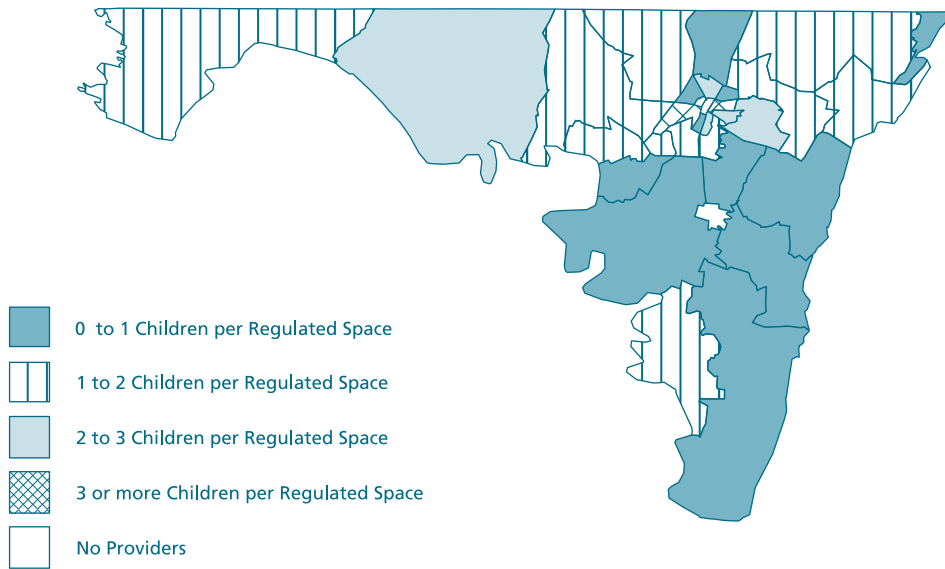 0 to 1 Children per Regulated Space
1 to 2 Children per Regulated Space
2 to 3 Children per Regulated Space
3 or more Children per Regulated Space
No Providers